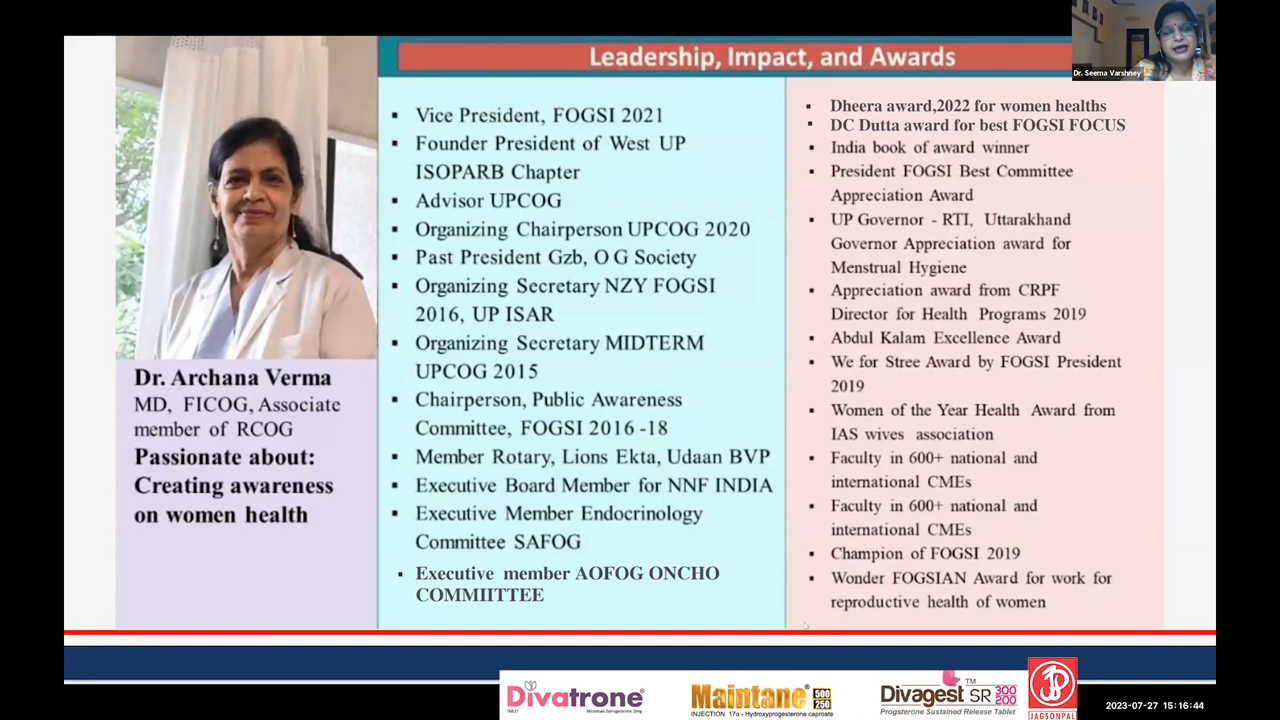 Leadership, Impact, and Awards
Dr. Seema Varshney
Dr. Archana Verma
MD, FICOG, Associate
member of RCOG
Passionate about:
Creating awareness
on women health
▪ Vice President, FOGSI 2021
▪ Founder President of West UP
ISOPARB Chapter
▪ Advisor UPCOG
▪ Organizing Chairperson UPCOG 2020
▪ Past President Gzb, O G Society
▪ Organizing Secretary NZY FOGSI
2016, UP ISAR
▪ Organizing Secretary MIDTERM
UPCOG 2015
▪ Chairperson, Public Awareness
Committee, FOGSI 2016 -18
▪ Member Rotary, Lions Ekta, Udaan BVP
▪ Executive Board Member for NNF INDIA
▪ Executive Member Endocrinology
Committee SAFOG
▪ Executive member AOFOG ONCHO
COMMIITTEE
▪ Dheera award,2022 for women healths
▪ DC Dutta award for best FOGSI FOCUS
▪ India book of award winner
▪ President FOGSI Best Committee
Appreciation Award
▪ UP Governor - RTI, Uttarakhand
Governor Appreciation award for
Menstrual Hygiene
▪ Appreciation award from CRPF
Director for Health Programs 2019
▪ Abdul Kalam Excellence Award
▪ We for Stree Award by FOGSI President
2019
▪ Women of the Year Health Award from
IAS wives association
▪ Faculty in 600+ national and
international CMEs
▪ Faculty in 600+ national and
international CMEs
▪ Champion of FOGSI 2019
▪ Wonder FOGSIAN Award for work for
reproductive health of women
Divatrone®
TABLET Micronized Dydrogesterone 10mg
Maintane® 500 250
INJECTION 17α - Hydroxyprogesterone caproate
Divagest SR™ 300 200
Progesterone Sustained Release Tablet
JAGSONPAL
2023-07-27 15:16:44